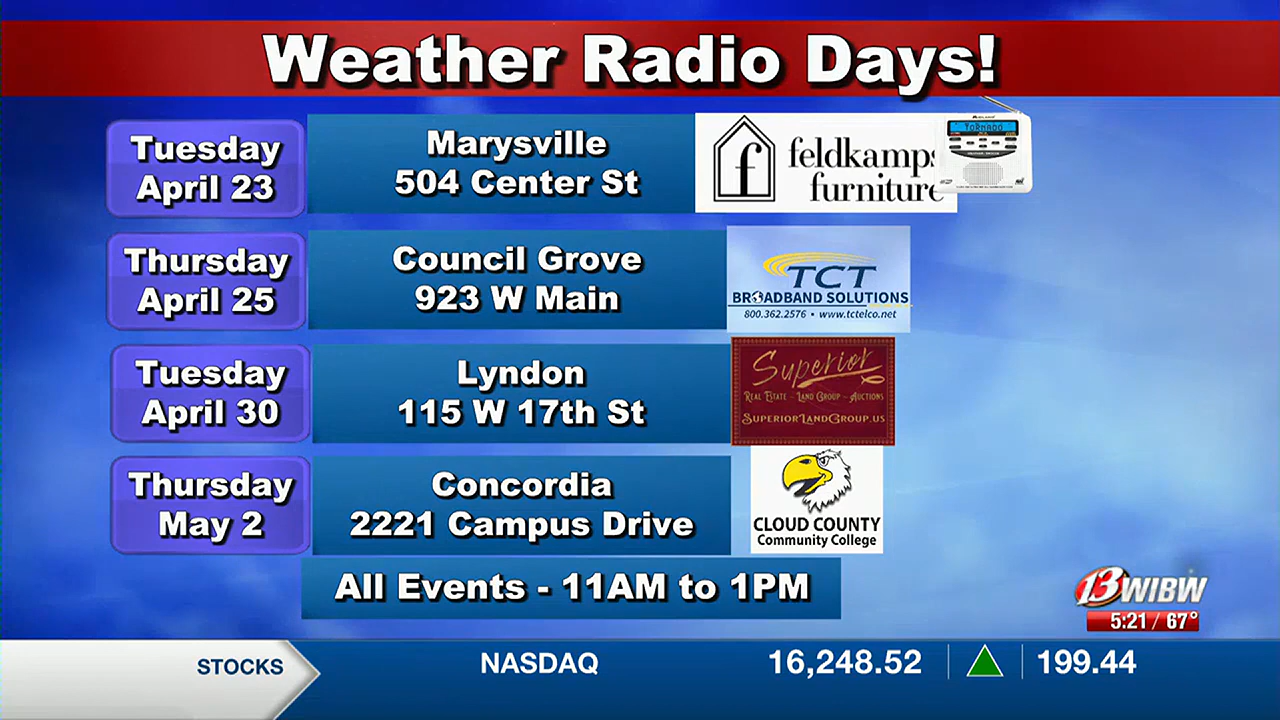 Weather Radio Days!
Tuesday
April 23
Marysville
504 Center St
f
feldkamps
furniture
TORNADO
Thursday
April 25
Council Grove
923 W Main
TCT
BROADBAND SOLUTIONS
800.362.2576 • www.tctelco.net
Tuesday
April 30
Lyndon
115 W 17th St
Superior
REAL ESTATE - LAND GROUP - AUCTIONS
SUPERIORLANDGROUP.US
Thursday
May 2
Concordia
2221 Campus Drive
CLOUD COUNTY
Community College
All Events - 11AM to 1PM
13 WIBW
5:21 / 67°
STOCKS
NASDAQ
16,248.52
199.44